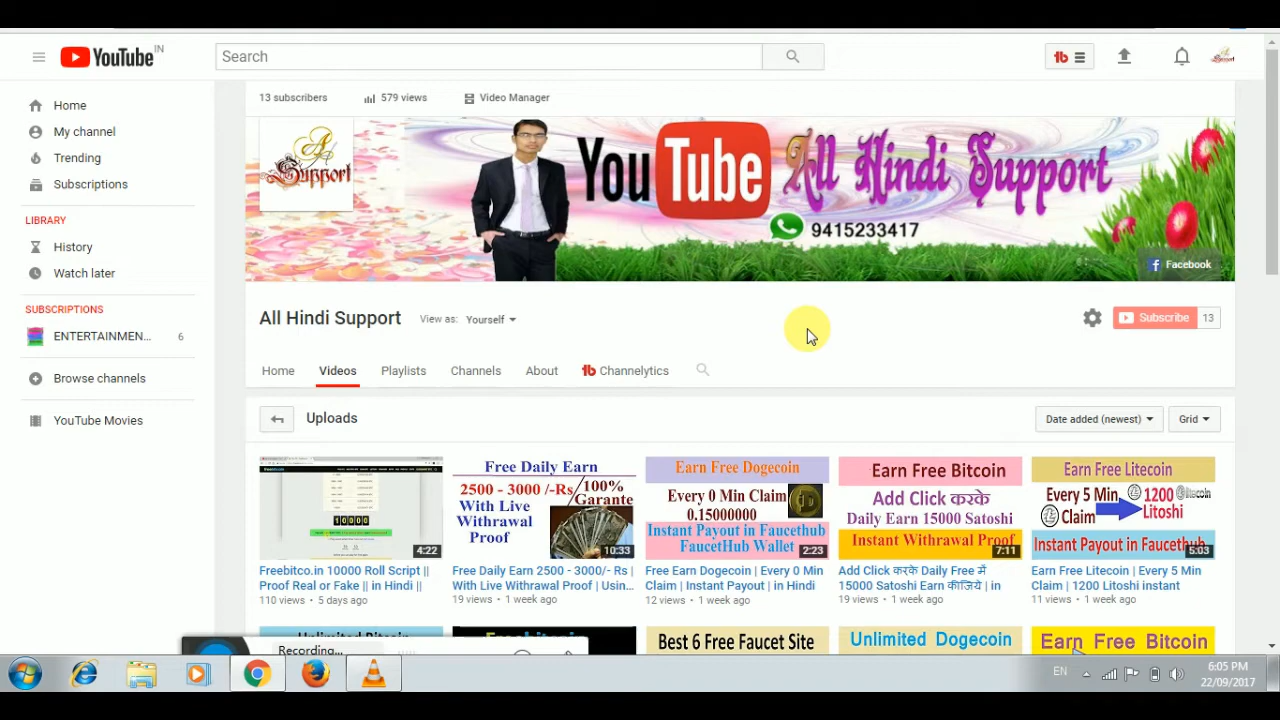 YouTube IN
Search
Home
My channel
Trending
Subscriptions
LIBRARY
History
Watch later
SUBSCRIPTIONS
ENTERTAINMEN... 6
Browse channels
YouTube Movies
13 subscribers 579 views Video Manager
A
Support
YouTube All Hindi Support
9415233417
Facebook
All Hindi Support View as: Yourself
Subscribe 13
Home Videos Playlists Channels About Channelytics
Uploads
Date added (newest) Grid
10000
4:22
Freebitco.in 10000 Roll Script ||
Proof Real or Fake || in Hindi ||
110 views • 5 days ago
Free Daily Earn
2500 - 3000 /-Rs/100%
With Live Garante
Withrawal
Proof
10:33
Free Daily Earn 2500 - 3000/- Rs |
With Live Withdrawal Proof | Usin...
19 views • 1 week ago
Earn Free Dogecoin
Every 0 Min Claim
0.15000000
Instant Payout in Faucethub
FaucetHub Wallet
2:23
Free Earn Dogecoin | Every 0 Min
Claim | Instant Payout | in Hindi
12 views • 1 week ago
Earn Free Bitcoin
Add Click करके
Daily Earn 15000 Satoshi
Instant Withrawal Proof
7:11
Add Click करके Daily Free में
15000 Satoshi Earn कीजिये | in
19 views • 1 week ago
Earn Free Litecoin
Every 5 Min 1200
Claim Litoshi
Instant Payout in Faucethub
5:03
Earn Free Litecoin | Every 5 Min
Claim | 1200 Litoshi instant
11 views • 1 week ago
Unlimited Bitcoin
Best 6 Free Faucet Site
Unlimited Dogecoin
Earn Free Bitcoin
Recording...
EN
6:05 PM
22/09/2017